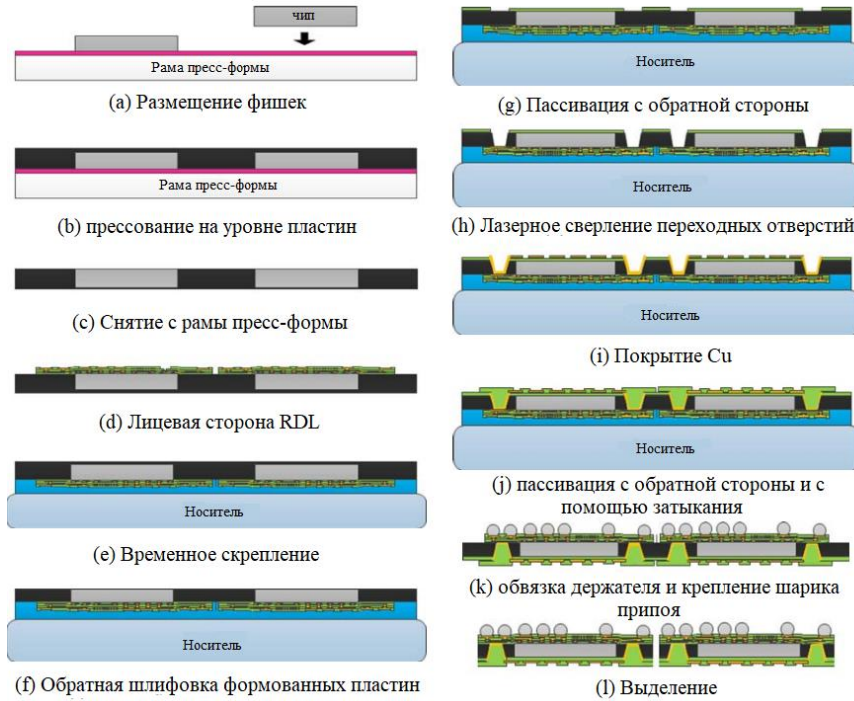 чип
Рама пресс-формы
(a) Размещение фишек
Рама пресс-формы
(b) прессование на уровне пластин
(c) Снятие с рамы пресс-формы
(d) Лицевая сторона RDL
Носитель
(e) Временное скрепление
Носитель
(f) Обратная шлифовка формованных пластин
Носитель
(g) Пассивация с обратной стороны
Носитель
(h) Лазерное сверление переходных отверстий
Носитель
(i) Покрытие Cu
Носитель
(j) пассивация с обратной стороны и с
помощью затыкания
(k) обвязка держателя и крепление шарика
припоя
(l) Выделение